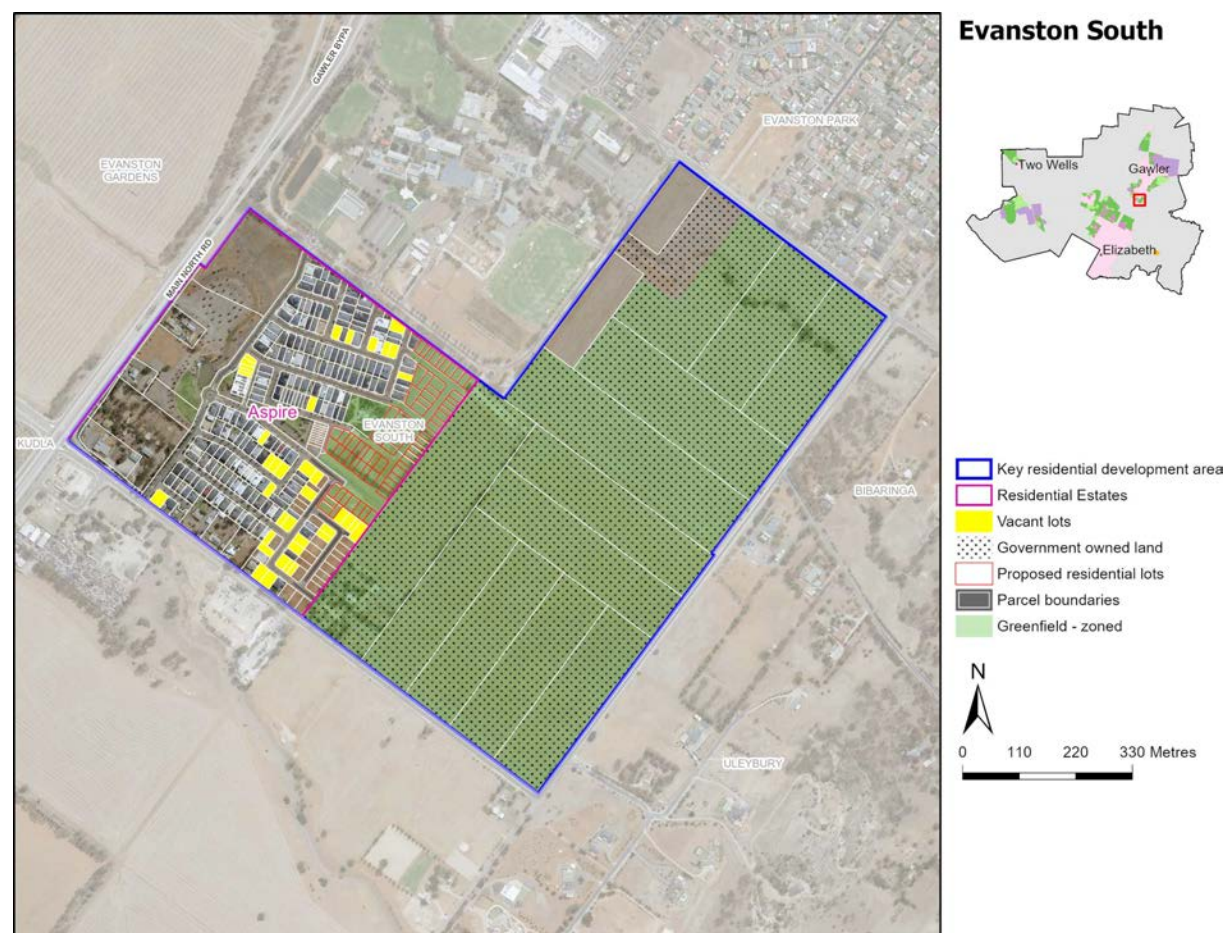 Evanston South
GAWLER BYPA
EVANSTON PARK
EVANSTON
GARDENS
MAIN NORTH RD
Aspire
EVANSTON
SOUTH
KUDLA
BIBARINGA
ULEYBURY
Two Wells
Gawler
Elizabeth
Key residential development area
Residential Estates
Vacant lots
Government owned land
Proposed residential lots
Parcel boundaries
Greenfield - zoned
N
0 110 220 330 Metres